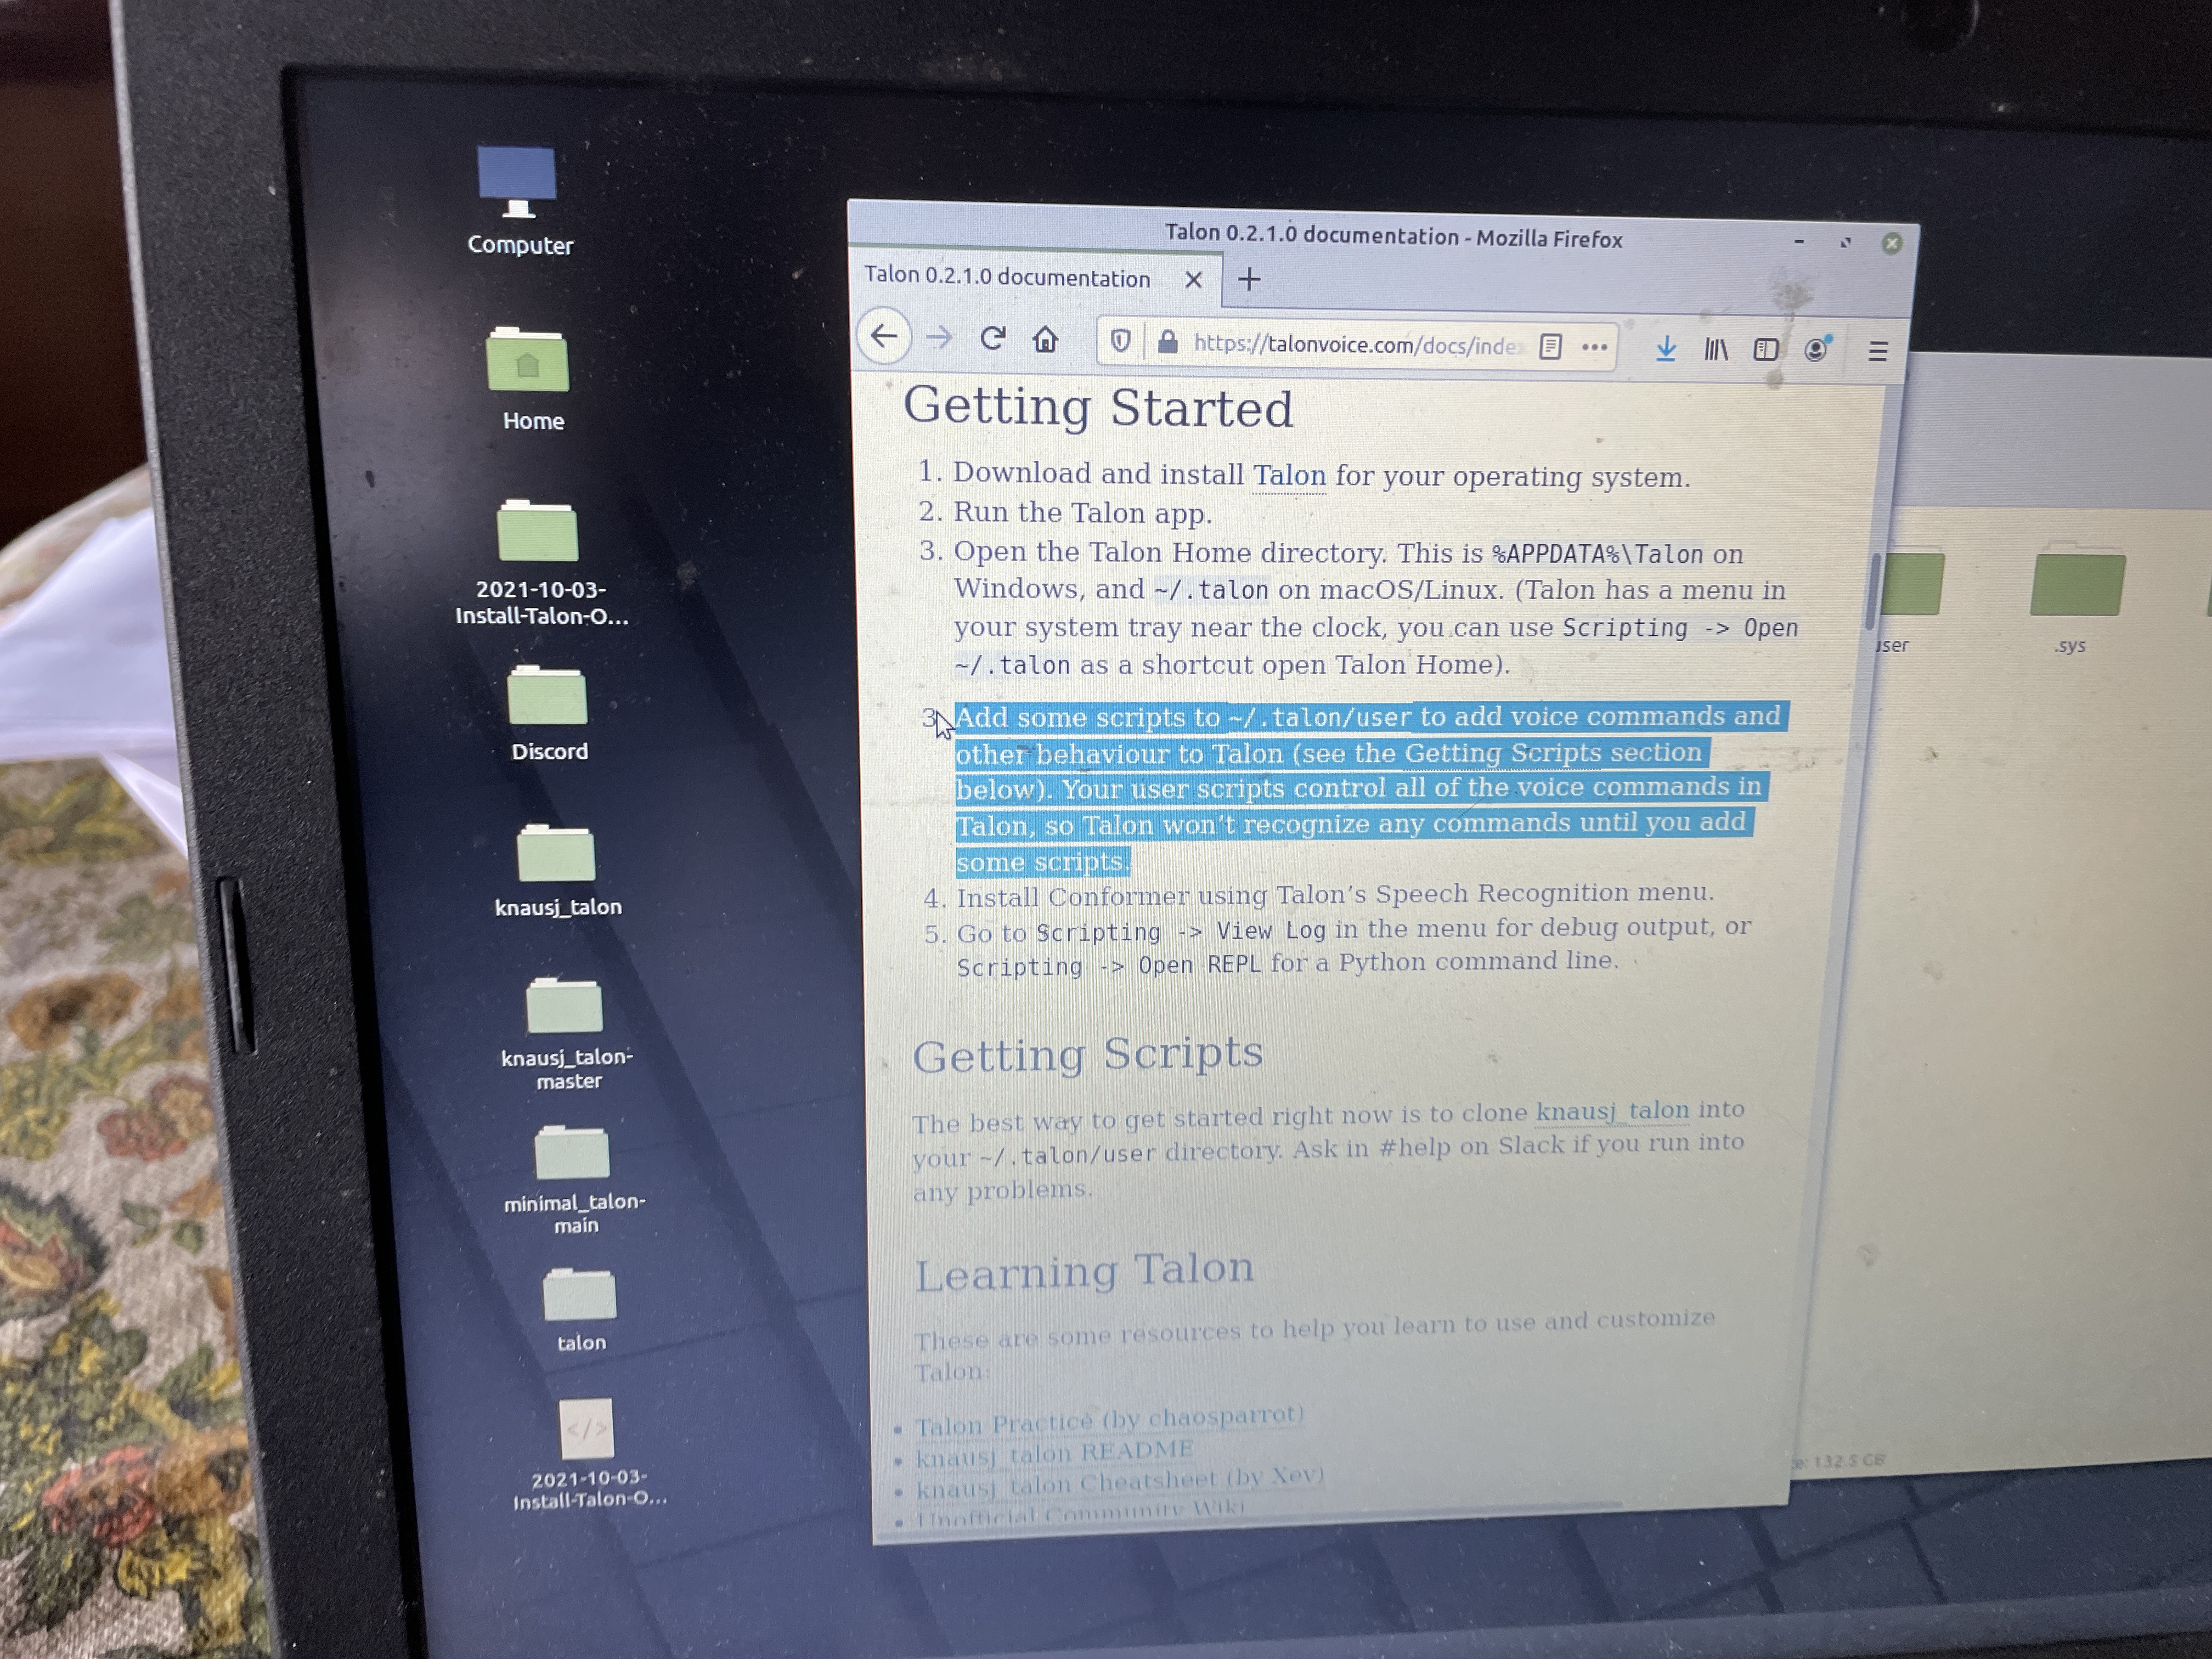 Computer
Home
2021-10-03-
Install-Talon-O...
Discord
knausj_talon
knausj_talon-
master
minimal_talon-
main
talon
</>
2021-10-03-
Install-Talon-O...
Talon 0.2.1.0 documentation - Mozilla Firefox
Talon 0.2.1.0 documentation
https://talonvoice.com/docs/inde
Getting Started
1. Download and install Talon for your operating system.
2. Run the Talon app.
3. Open the Talon Home directory. This is %APPDATA%\Talon on
Windows, and ~/.talon on macOS/Linux. (Talon has a menu in
your system tray near the clock, you can use Scripting -> Open
~/.talon as a shortcut open Talon Home).
3. Add some scripts to ~/.talon/user to add voice commands and
other behaviour to Talon (see the Getting Scripts section
below). Your user scripts control all of the voice commands in
Talon, so Talon won't recognize any commands until you add
some scripts.
4. Install Conformer using Talon's Speech Recognition menu.
5. Go to Scripting -> View Log in the menu for debug output, or
Scripting -> Open REPL for a Python command line.
Getting Scripts
The best way to get started right now is to clone knausj_talon into
your ~/.talon/user directory. Ask in #help on Slack if you run into
any problems.
Learning Talon
These are some resources to help you learn to use and customize
Talon:
• Talon Practice (by chaosparrot)
• knausj_talon README
• knausj_talon Cheatsheet (by Xev)
• Unofficial Community Wiki
user
.sys
e: 132.5 GB